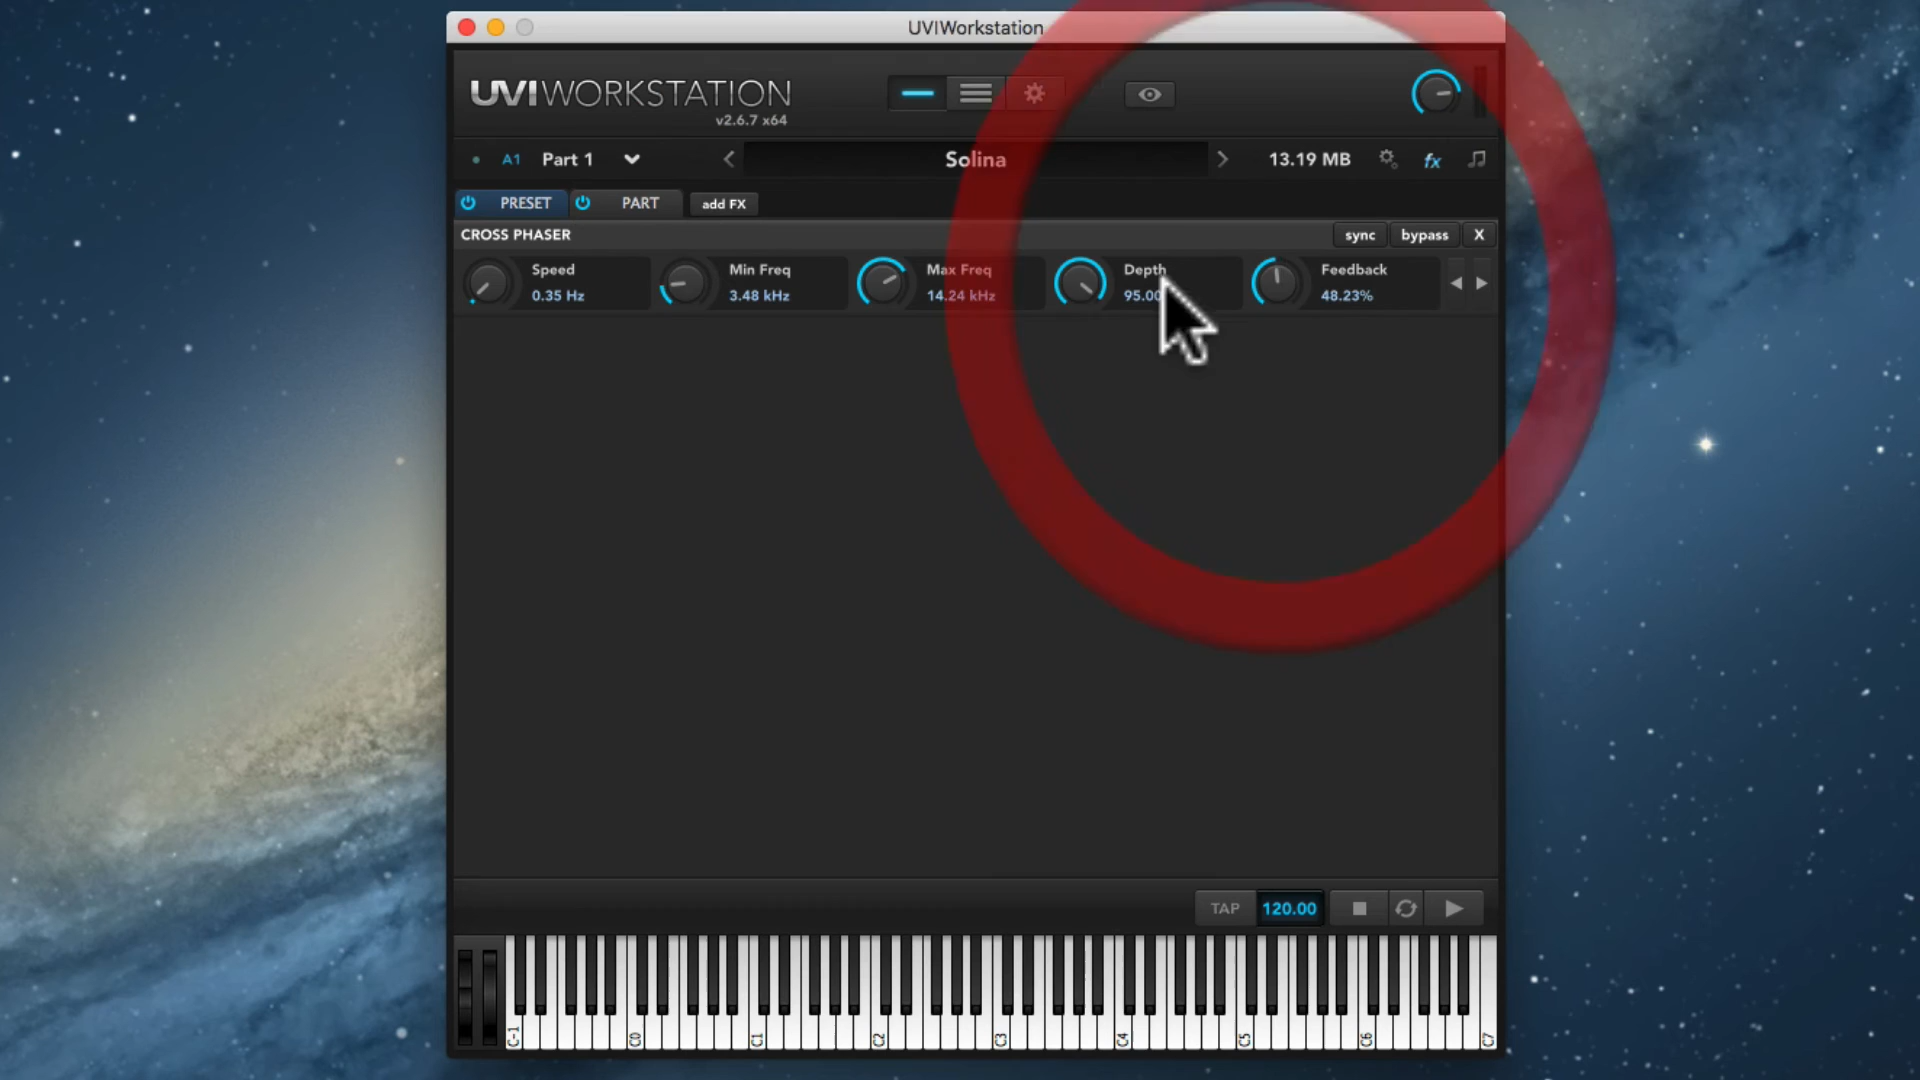 UVIWorkstation
UVIWORKSTATION
v2.6.7 x64
A1 Part 1 Solina 13.19 MB fx
PRESET PART add FX
CROSS PHASER sync bypass X
Speed Min Freq Max Freq Depth Feedback
0.35 Hz 3.48 kHz 14.24 kHz 95.00 48.23%
TAP 120.00
C-1 C0 C1 C2 C3 C4 C5 C6 C7